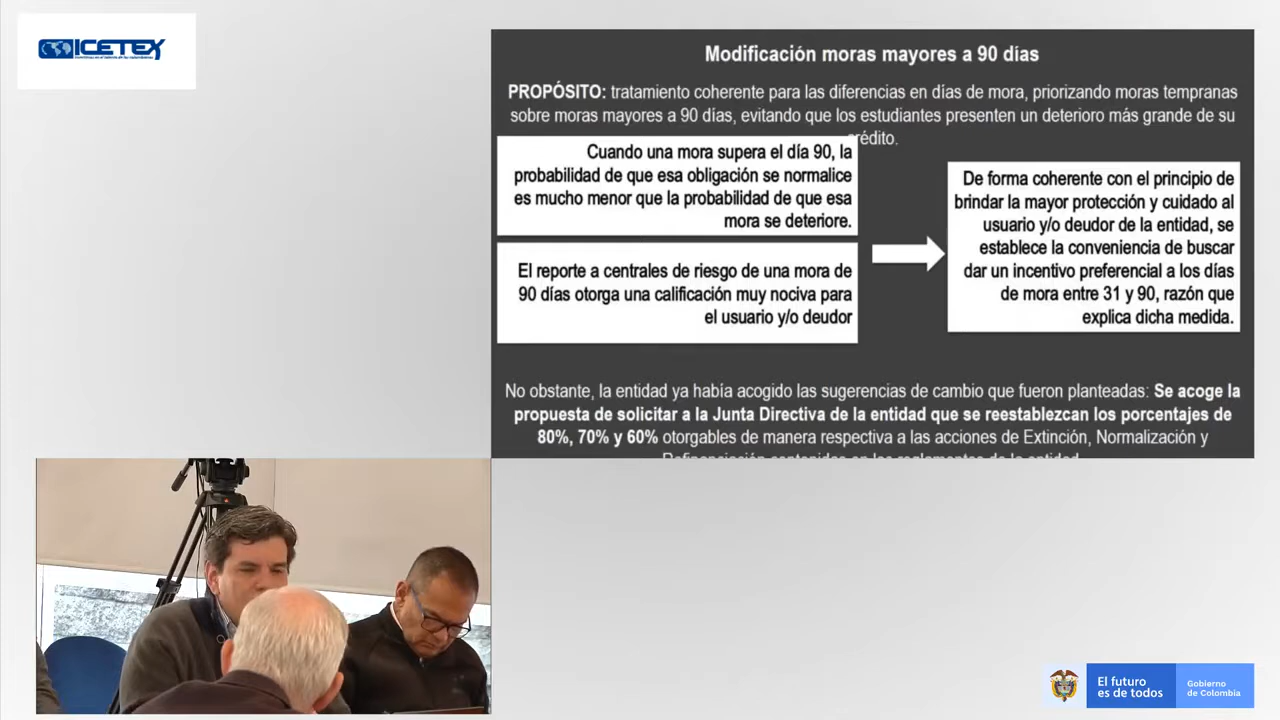 ICETEX
Modificación moras mayores a 90 días
PROPÓSITO: tratamiento coherente para las diferencias en días de mora, priorizando moras tempranas
sobre moras mayores a 90 días, evitando que los estudiantes presenten un deterioro más grande de su
crédito.
Cuando una mora supera el día 90, la
probabilidad de que esa obligación se normalice
es mucho menor que la probabilidad de que esa
mora se deteriore.
El reporte a centrales de riesgo de una mora de
90 días otorga una calificación muy nociva para
el usuario y/o deudor
De forma coherente con el principio de
brindar la mayor protección y cuidado al
usuario y/o deudor de la entidad, se
establece la conveniencia de buscar
dar un incentivo preferencial a los días
de mora entre 31 y 90, razón que
explica dicha medida.
No obstante, la entidad ya había acogido las sugerencias de cambio que fueron planteadas: Se acoge la
propuesta de solicitar a la Junta Directiva de la entidad que se reestablezcan los porcentajes de
80%, 70% y 60% otorgables de manera respectiva a las acciones de Extinción, Normalización y
Refinanciación contenidas en los reglamentos de la entidad
El futuro
es de todos
Gobierno
de Colombia